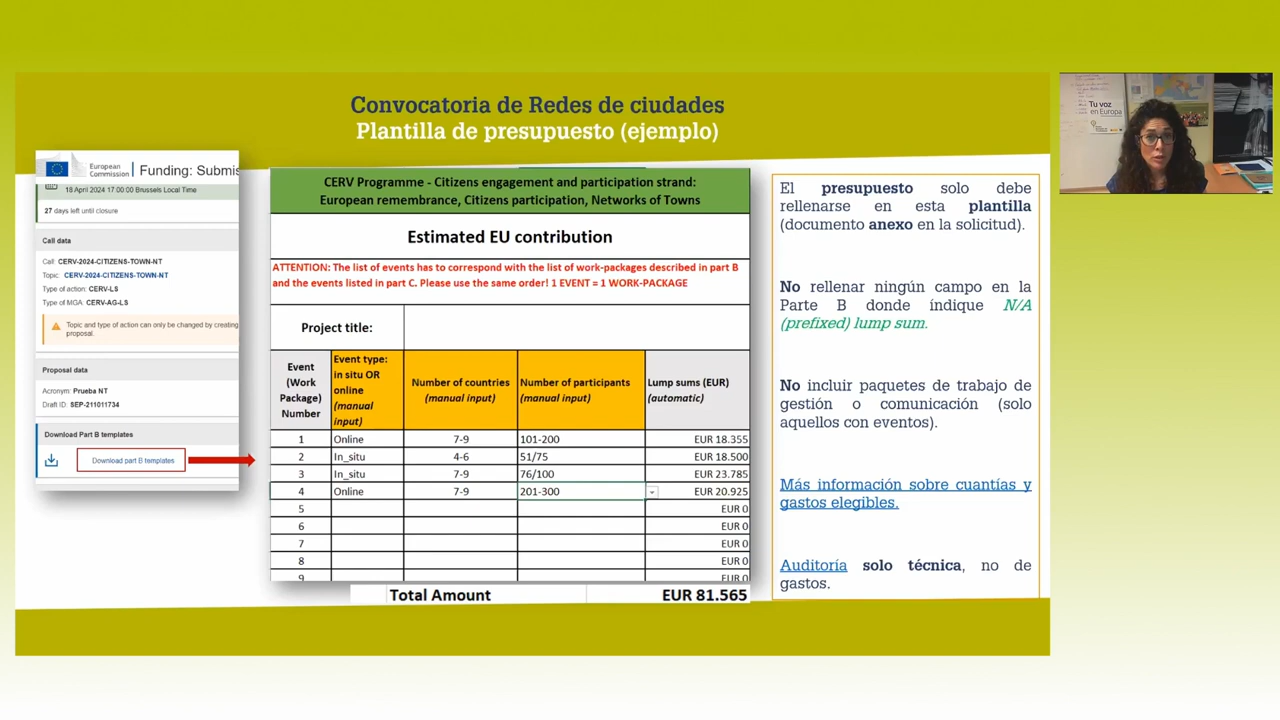 Convocatoria de Redes de ciudades
Plantilla de presupuesto (ejemplo)
European
Commission
Funding: Submis
18 April 2024 17:00:00 Brussels Local Time
27 days left until closure
Call data
Call: CERV-2024-CITIZENS-TOWN-NT
Topic: CERV-2024-CITIZENS-TOWN-NT
Type of action: CERV-LS
Type of MGA: CERV-AG-LS
Topic and type of action can only be changed by creating
proposal.
Proposal data
Acronym: Prueba NT
Draft ID: SEP-211011734
Download Part B templates
Download part B templates
CERV Programme - Citizens engagement and participation strand:
European remembrance, Citizens participation, Networks of Towns
Estimated EU contribution
ATTENTION: The list of events has to correspond with the list of work-packages described in part B
and the events listed in part C. Please use the same order! 1 EVENT = 1 WORK-PACKAGE
Project title:
Event
(Work
Package)
Number
Event type:
in situ OR
online
(manual
input)
Number of countries
(manual input)
Number of participants
(manual input)
Lump sums (EUR)
(automatic)
1 Online 7-9 101-200 EUR 18.355
2 In_situ 4-6 51/75 EUR 18.500
3 In_situ 7-9 76/100 EUR 23.785
4 Online 7-9 201-300 EUR 20.925
5 EUR 0
6 EUR 0
7 EUR 0
8 EUR 0
9 EUR 0
Total Amount EUR 81.565
El presupuesto solo debe
rellenarse en esta plantilla
(documento anexo en la solicitud).
No rellenar ningún campo en la
Parte B donde índique N/A
(prefixed) lump sum.
No incluir paquetes de trabajo de
gestión o comunicación (solo
aquellos con eventos).
Más información sobre cuantías y
gastos elegibles.
Auditoría solo técnica, no de
gastos.
Tu voz
en Europa